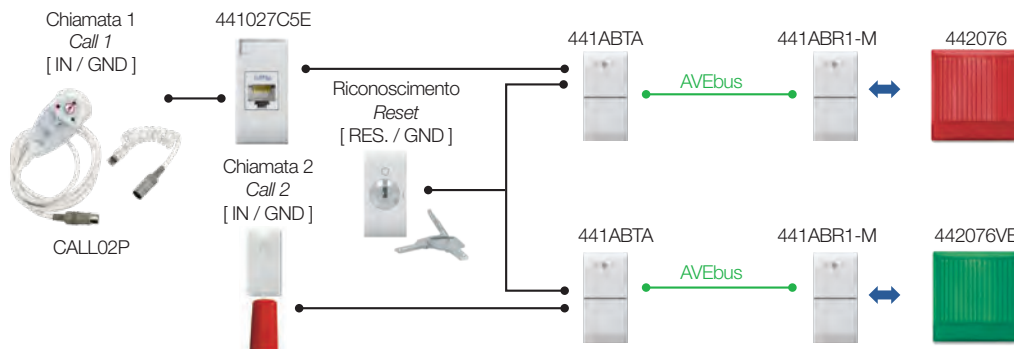 Chiamata 1
Call 1
[ IN / GND ]
441027C5E
441ABTA
441ABR1-M
442076
AVEbus
Riconoscimento
Reset
[ RES. / GND ]
Chiamata 2
Call 2
[ IN / GND ]
CALL02P
441ABTA
441ABR1-M
442076VE
AVEbus